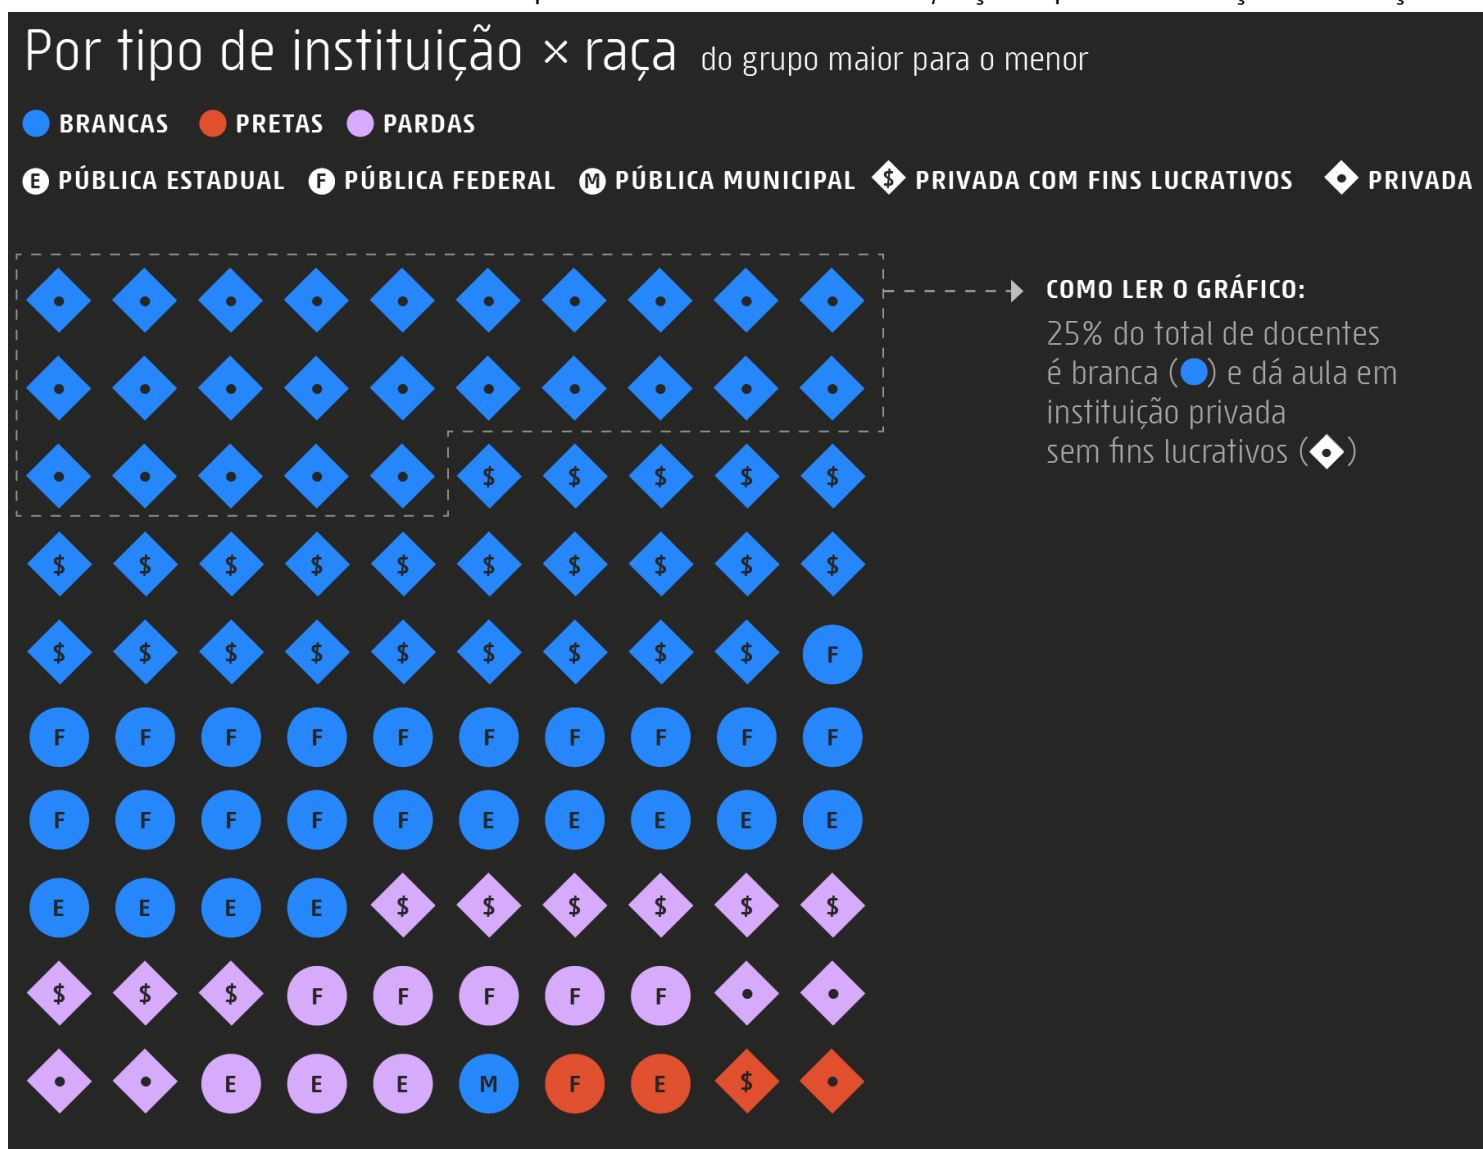 Por tipo de instituição × raça do grupo maior para o menor
BRANCAS PRETAS PARDAS
E PÚBLICA ESTADUAL F PÚBLICA FEDERAL M PÚBLICA MUNICIPAL $ PRIVADA COM FINS LUCRATIVOS PRIVADA
COMO LER O GRÁFICO:
25% do total de docentes
é branca ( ) e dá aula em
instituição privada
sem fins lucrativos ( )
$ $ $ $ $
$ $ $ $ $ $ $ $ $ $
$ $ $ $ $ $ $ $ $ F
F F F F F F F F F F
F F F F F E E E E E
E E E E $ $ $ $ $ $
$ $ $ F F F F F
E E E M F E $